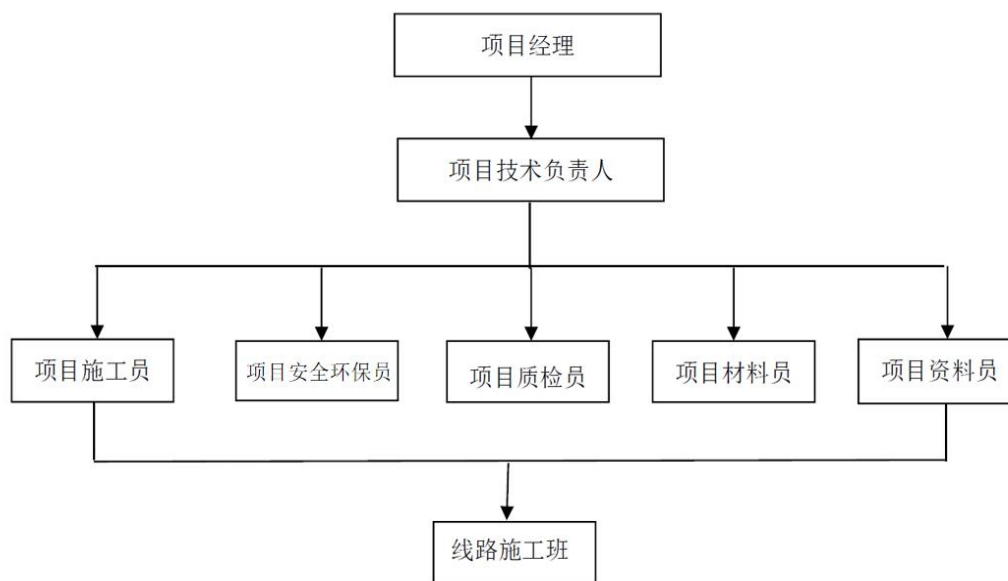 项目经理
项目技术负责人
项目施工员
项目安全环保员
项目质检员
项目材料员
项目资料员
线路施工班